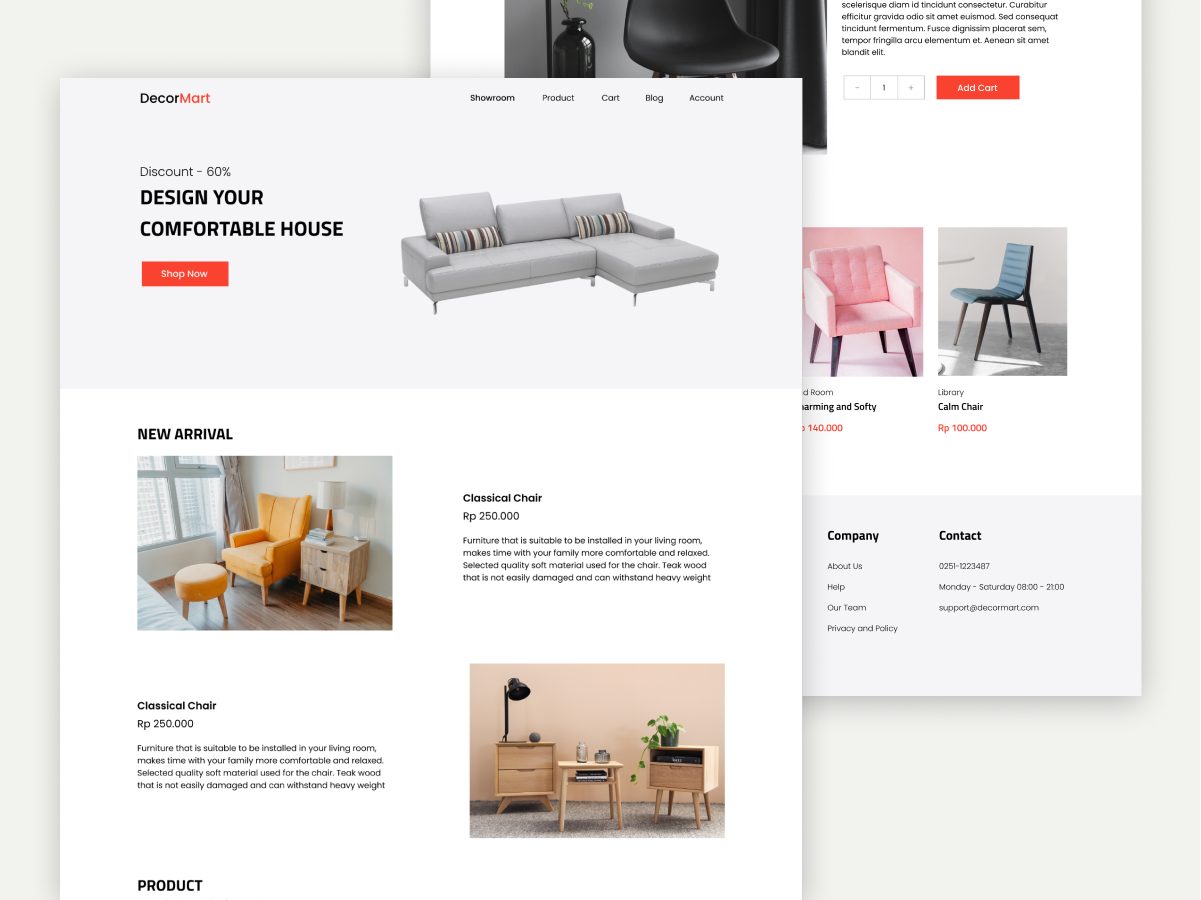 DecorMart
Showroom Product Cart Blog Account
Discount - 60%
DESIGN YOUR
COMFORTABLE HOUSE
Shop Now
NEW ARRIVAL
Classical Chair
Rp 250.000
Furniture that is suitable to be installed in your living room,
makes time with your family more comfortable and relaxed.
Selected quality soft material used for the chair. Teak wood
that is not easily damaged and can withstand heavy weight
Classical Chair
Rp 250.000
Furniture that is suitable to be installed in your living room,
makes time with your family more comfortable and relaxed.
Selected quality soft material used for the chair. Teak wood
that is not easily damaged and can withstand heavy weight
PRODUCT
scelerisque diam id tincidunt consectetur. Curabitur
efficitur gravida odio sit amet euismod. Sed consequat
tincidunt fermentum. Fusce dignissim placerat sem,
tempor fringilla arcu elementum et. Aenean sit amet
blandit elit.
- 1 +
Add Cart
Room
and Softy
140.000
Library
Calm Chair
Rp 100.000
Company
About Us
Help
Our Team
Privacy and Policy
Contact
0251-1223487
Monday - Saturday 08:00 - 21:00
support@decormart.com